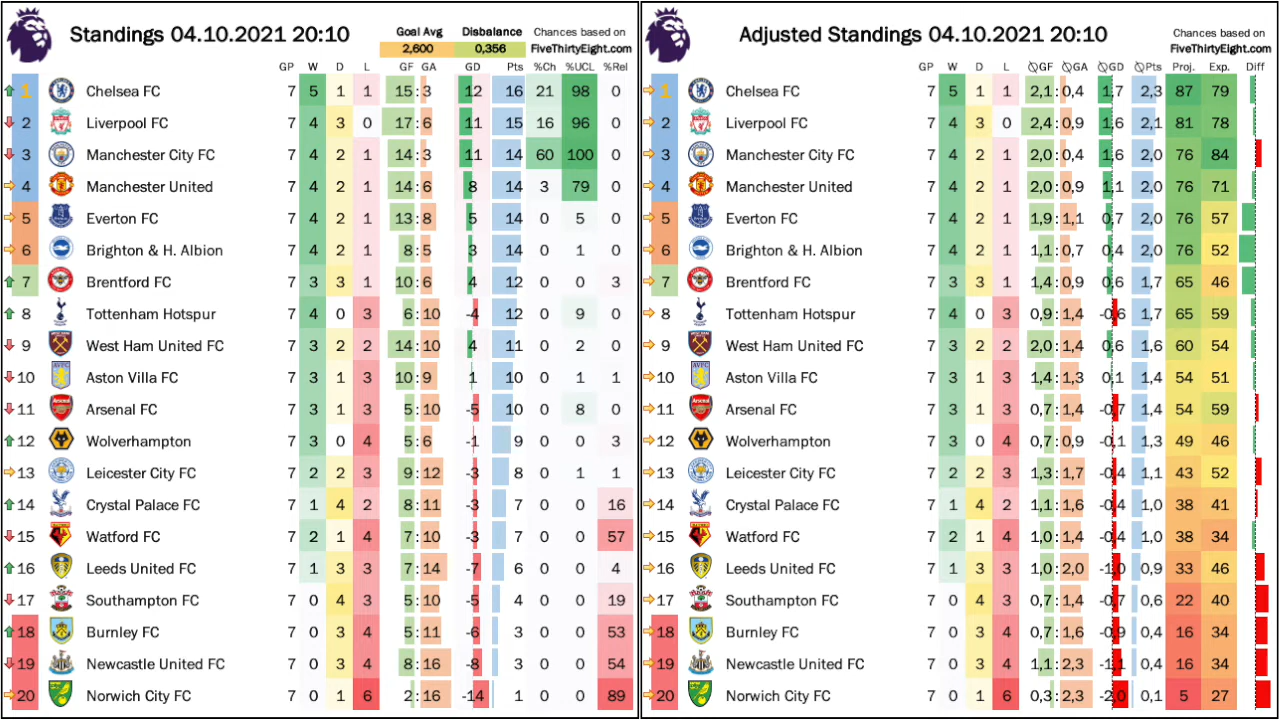 Standings 04.10.2021 20:10
Goal Avg Disbalance Chances based on
2,600 0,356 FiveThirtyEight.com
GP W D L GF GA GD Pts %Ch %UCL %Rel
1 Chelsea FC 7 5 1 1 15:3 12 16 21 98 0
2 Liverpool FC 7 4 3 0 17:6 11 15 16 96 0
3 Manchester City FC 7 4 2 1 14:3 11 14 60 100 0
4 Manchester United 7 4 2 1 14:6 8 14 3 79 0
5 Everton FC 7 4 2 1 13:8 5 14 0 5 0
6 Brighton & H. Albion 7 4 2 1 8:5 3 14 0 1 0
7 Brentford FC 7 3 3 1 10:6 4 12 0 0 3
8 Tottenham Hotspur 7 4 0 3 6:10 -4 12 0 9 0
9 West Ham United FC 7 3 2 2 14:10 4 11 0 2 0
10 Aston Villa FC 7 3 1 3 10:9 1 10 0 1 1
11 Arsenal FC 7 3 1 3 5:10 -5 10 0 8 0
12 Wolverhampton 7 3 0 4 5:6 -1 9 0 0 3
13 Leicester City FC 7 2 2 3 9:12 -3 8 0 1 1
14 Crystal Palace FC 7 1 4 2 8:11 -3 7 0 0 16
15 Watford FC 7 2 1 4 7:10 -3 7 0 0 57
16 Leeds United FC 7 1 3 3 7:14 -7 6 0 0 4
17 Southampton FC 7 0 4 3 5:10 -5 4 0 0 19
18 Burnley FC 7 0 3 4 5:11 -6 3 0 0 53
19 Newcastle United FC 7 0 3 4 8:16 -8 3 0 0 54
20 Norwich City FC 7 0 1 6 2:16 -14 1 0 0 89
Adjusted Standings 04.10.2021 20:10
Chances based on
FiveThirtyEight.com
GP W D L ∅GF ∅GA ∅GD ∅Pts Proj. Exp. Diff
1 Chelsea FC 7 5 1 1 2,1:0,4 1,7 2,3 87 79
2 Liverpool FC 7 4 3 0 2,4:0,9 1,6 2,1 81 78
3 Manchester City FC 7 4 2 1 2,0:0,4 1,6 2,0 76 84
4 Manchester United 7 4 2 1 2,0:0,9 1,1 2,0 76 71
5 Everton FC 7 4 2 1 1,9:1,1 0,7 2,0 76 57
6 Brighton & H. Albion 7 4 2 1 1,1:0,7 0,4 2,0 76 52
7 Brentford FC 7 3 3 1 1,4:0,9 0,6 1,7 65 46
8 Tottenham Hotspur 7 4 0 3 0,9:1,4 -0,6 1,7 65 59
9 West Ham United FC 7 3 2 2 2,0:1,4 0,6 1,6 60 54
10 Aston Villa FC 7 3 1 3 1,4:1,3 0,1 1,4 54 51
11 Arsenal FC 7 3 1 3 0,7:1,4 -0,7 1,4 54 59
12 Wolverhampton 7 3 0 4 0,7:0,9 -0,1 1,3 49 46
13 Leicester City FC 7 2 2 3 1,3:1,7 -0,4 1,1 43 52
14 Crystal Palace FC 7 1 4 2 1,1:1,6 -0,4 1,0 38 41
15 Watford FC 7 2 1 4 1,0:1,4 -0,4 1,0 38 34
16 Leeds United FC 7 1 3 3 1,0:2,0 -1,0 0,9 33 46
17 Southampton FC 7 0 4 3 0,7:1,4 -0,7 0,6 22 40
18 Burnley FC 7 0 3 4 0,7:1,6 -0,9 0,4 16 34
19 Newcastle United FC 7 0 3 4 1,1:2,3 -1,1 0,4 16 34
20 Norwich City FC 7 0 1 6 0,3:2,3 -2,0 0,1 5 27